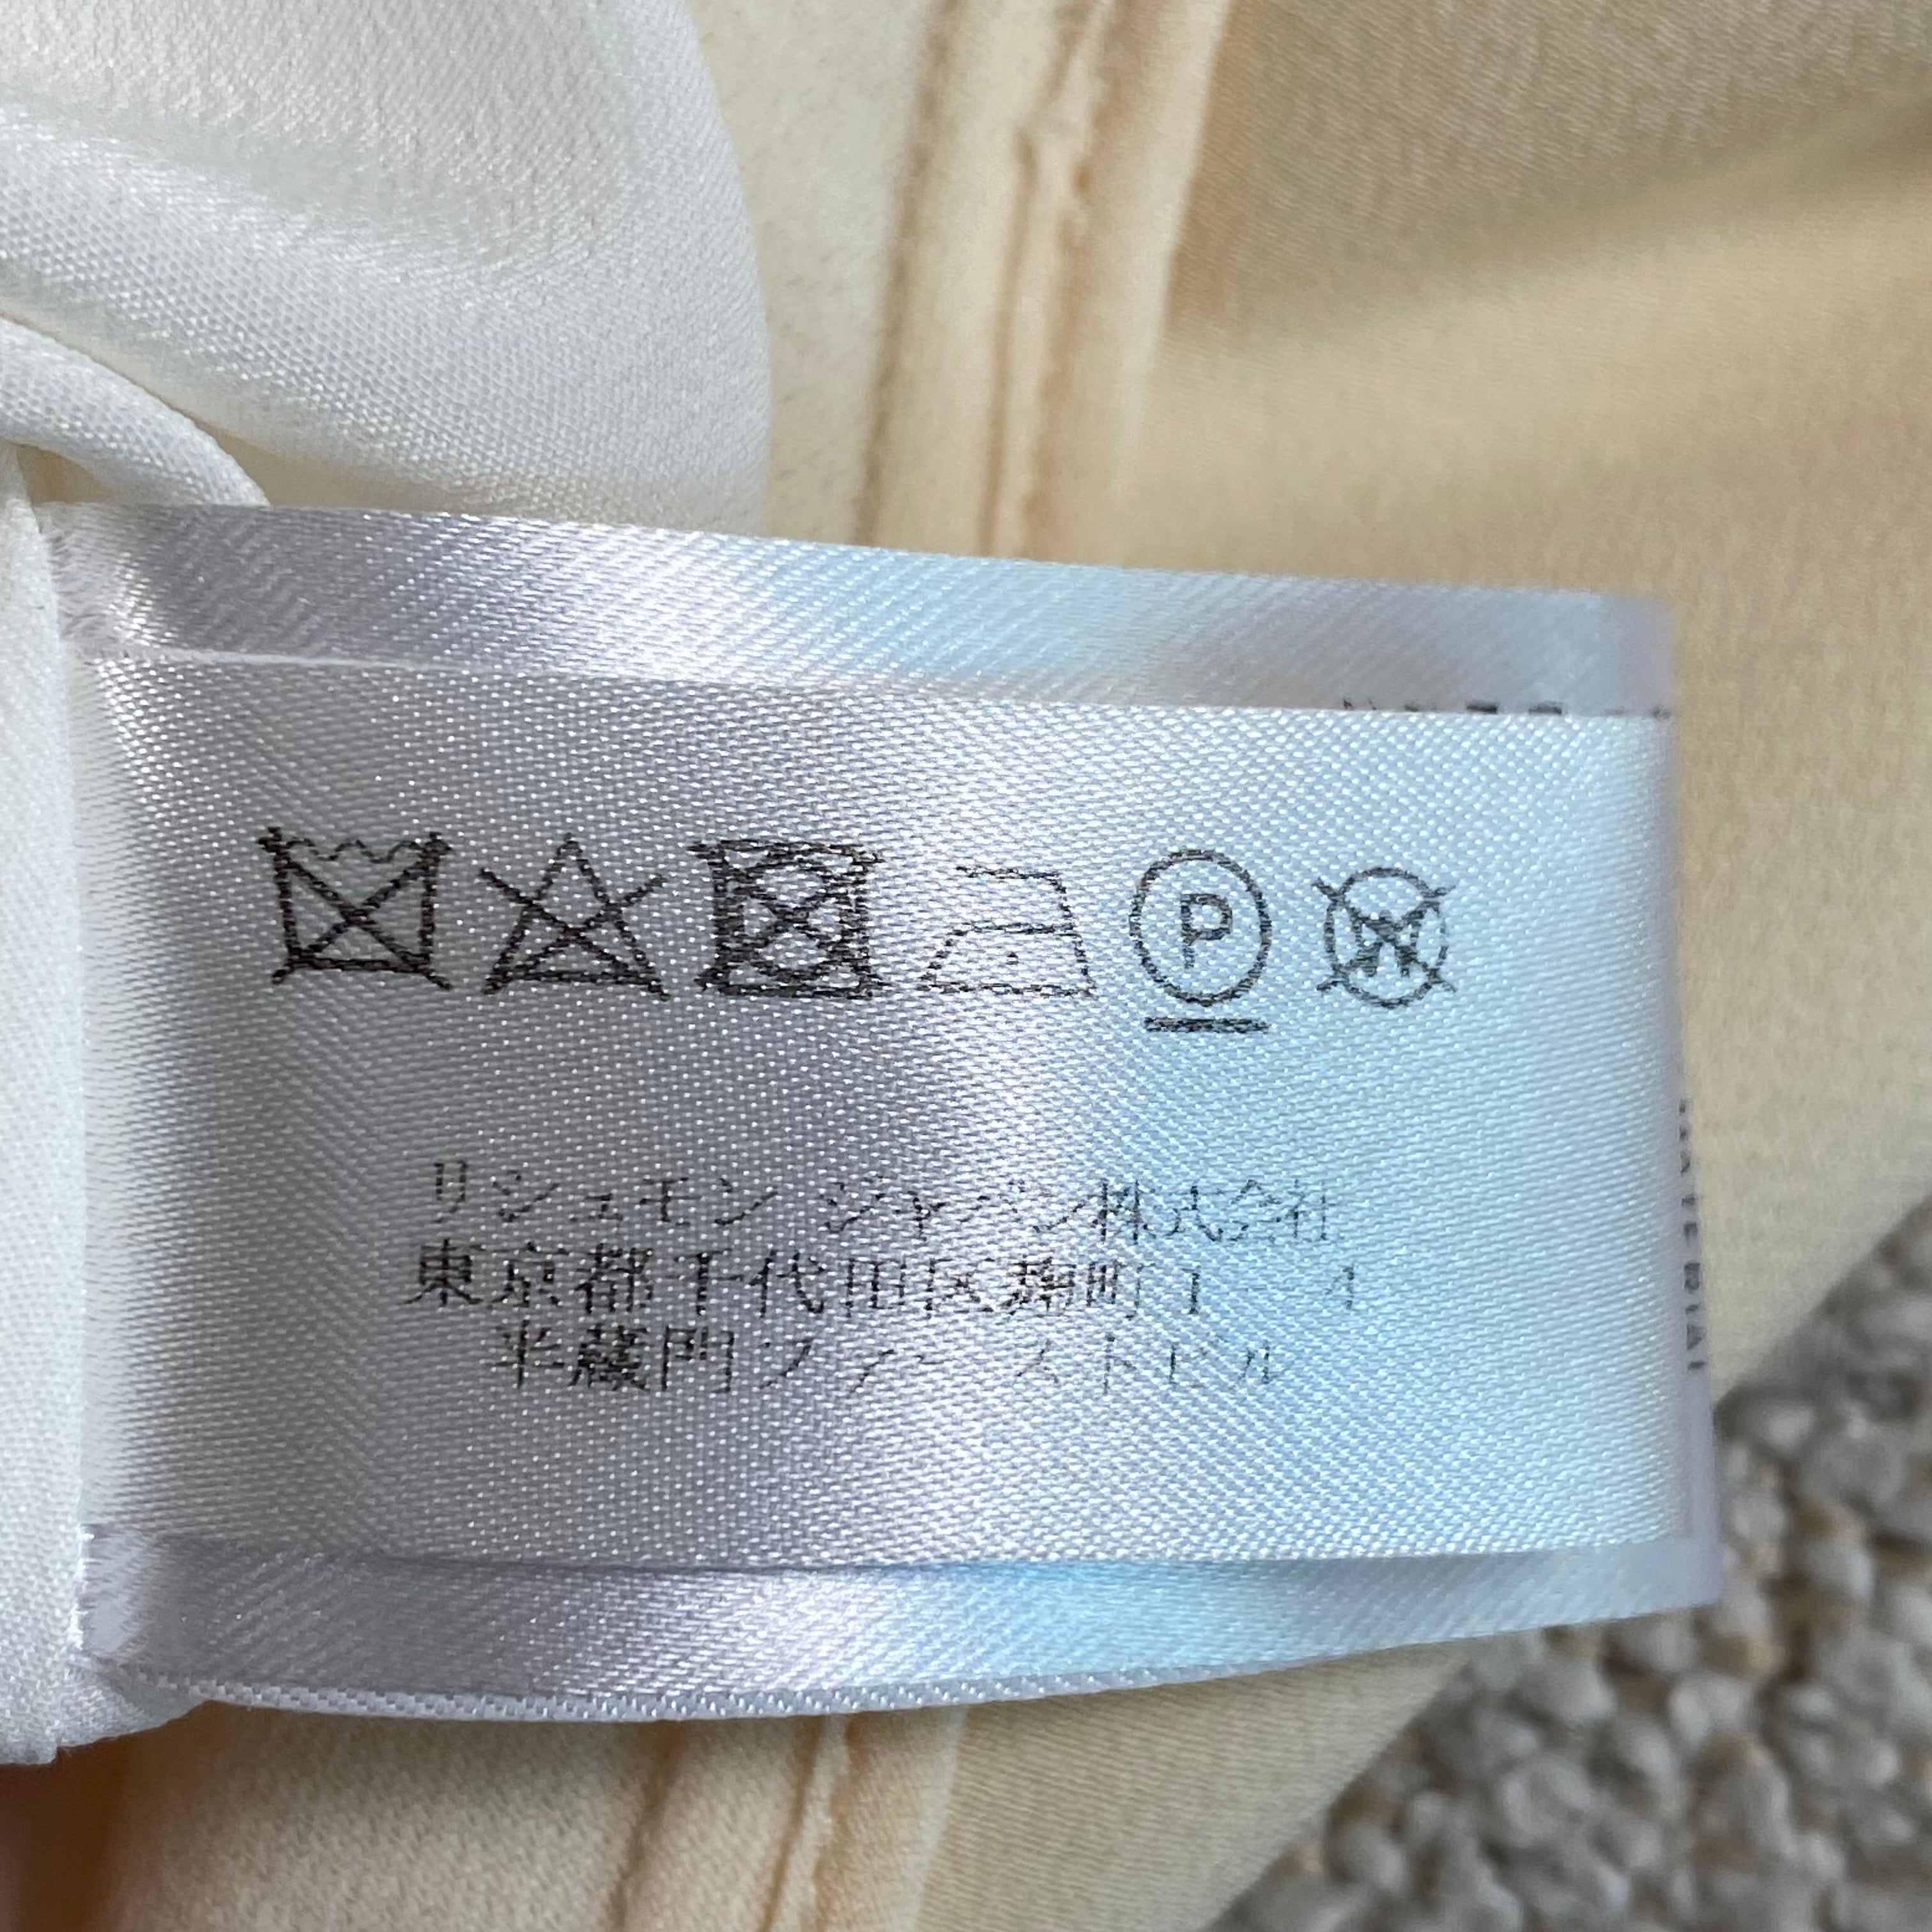 P
W
リシュモン ジャパン株式会社
東京都千代田区麹町1-4
半蔵門ファーストビル